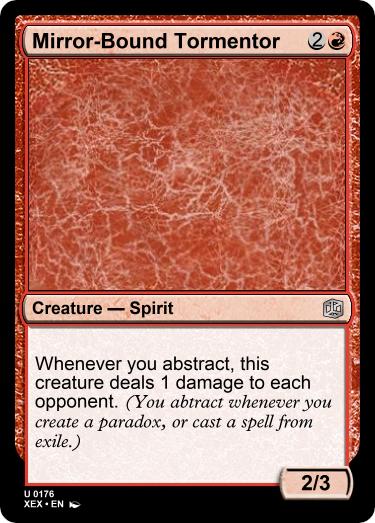 Mirror-Bound Tormentor 2
Creature — Spirit
Whenever you abstract, this
creature deals 1 damage to each
opponent. (You abtract whenever you
create a paradox, or cast a spell from
exile.)
2/3
U 0176
XEX • EN